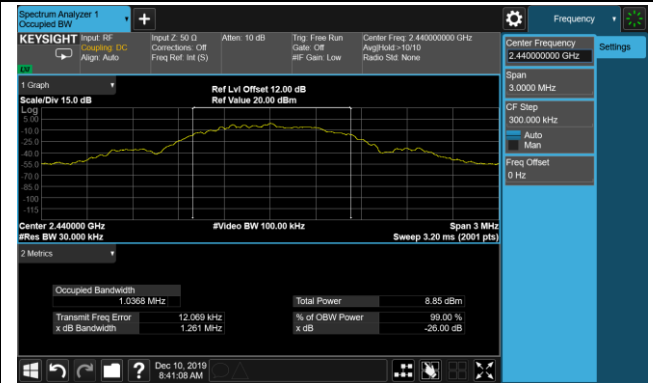 Spectrum Analyzer 1
Occupied BW
Frequency
KEYSIGHT
Input: RF
Coupling: DC
Align: Auto
Input Z: 50 Ω
Corrections: Off
Freq Ref: Int (S)
Atten: 10 dB
Trig: Free Run
Gate: Off
#IF Gain: Low
Center Freq: 2.440000000 GHz
Avg|Hold:>10/10
Radio Std: None
Center Frequency
2.440000000 GHz
Settings
Span
3.0000 MHz
CF Step
300.000 kHz
Auto
Man
Freq Offset
0 Hz
1 Graph
Scale/Div 15.0 dB
Ref Lvl Offset 12.00 dB
Ref Value 20.00 dBm
Log
5.00
-10.0
-25.0
-40.0
-55.0
-70.0
-85.0
-100
-115
Center 2.440000 GHz
#Res BW 30.000 kHz
#Video BW 100.00 kHz
Span 3 MHz
Sweep 3.20 ms (2001 pts)
2 Metrics
Occupied Bandwidth
1.0368 MHz
Total Power 8.85 dBm
Transmit Freq Error 12.069 kHz
% of OBW Power 99.00 %
x dB Bandwidth 1.261 MHz
x dB -26.00 dB
?
Dec 10, 2019
8:41:08 AM